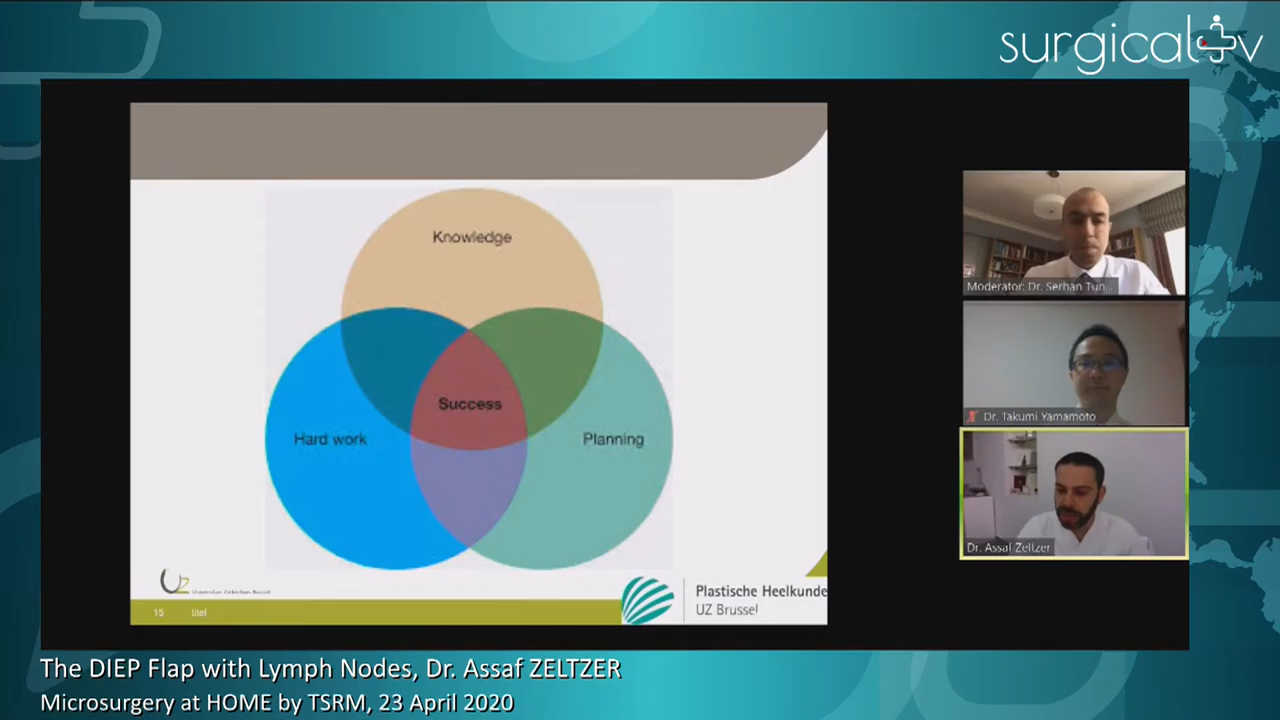 surgical tv
Knowledge
Hard work
Success
Planning
UZ
15 titel
Plastische Heelkunde
UZ Brussel
Moderator: Dr. Serhan Tun...
Dr. Takumi Yamamoto
Dr. Assaf Zeltzer
The DIEP Flap with Lymph Nodes, Dr. Assaf ZELTZER
Microsurgery at HOME by TSRM, 23 April 2020